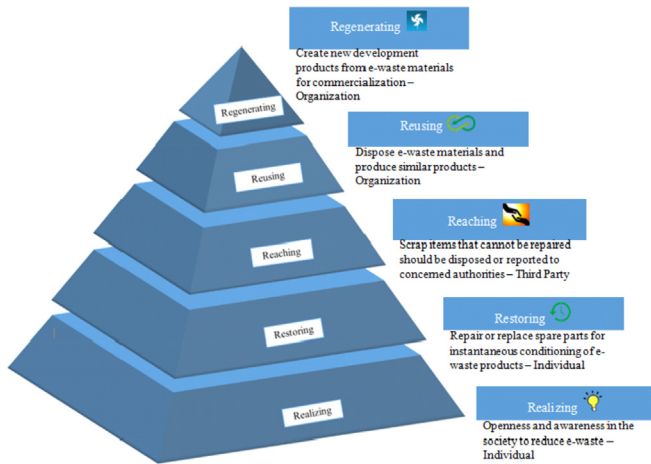 Regenerating
Create new development
products from e-waste materials
for commercialization –
Organization
Regenerating
Reusing
Dispose e-waste materials and
produce similar products –
Organization
Reusing
Reaching
Scrap items that cannot be repaired
should be disposed or reported to
concerned authorities – Third Party
Reaching
Restoring
Repair or replace spare parts for
instantaneous conditioning of e-
waste products – Individual
Restoring
Realizing
Openness and awareness in the
society to reduce e-waste –
Individual
Realizing